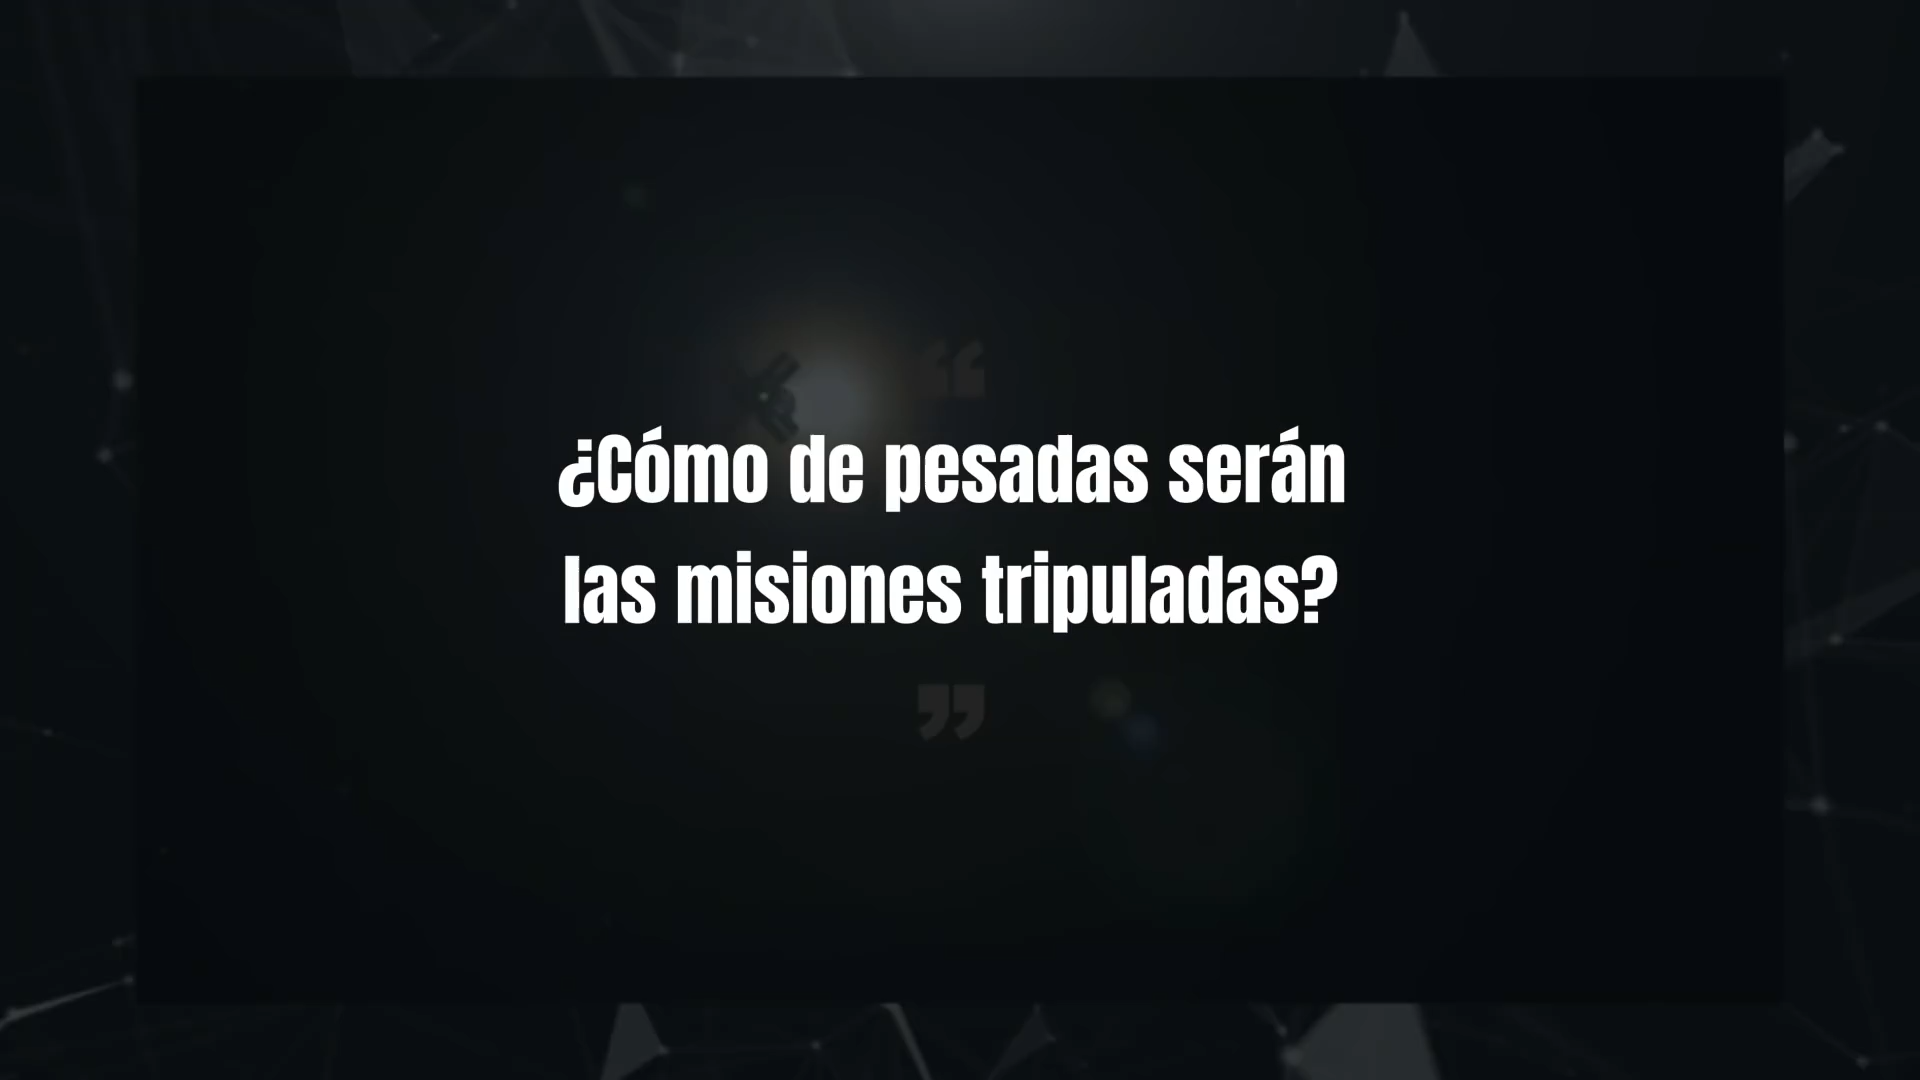 “
¿Cómo de pesadas serán
las misiones tripuladas?
”